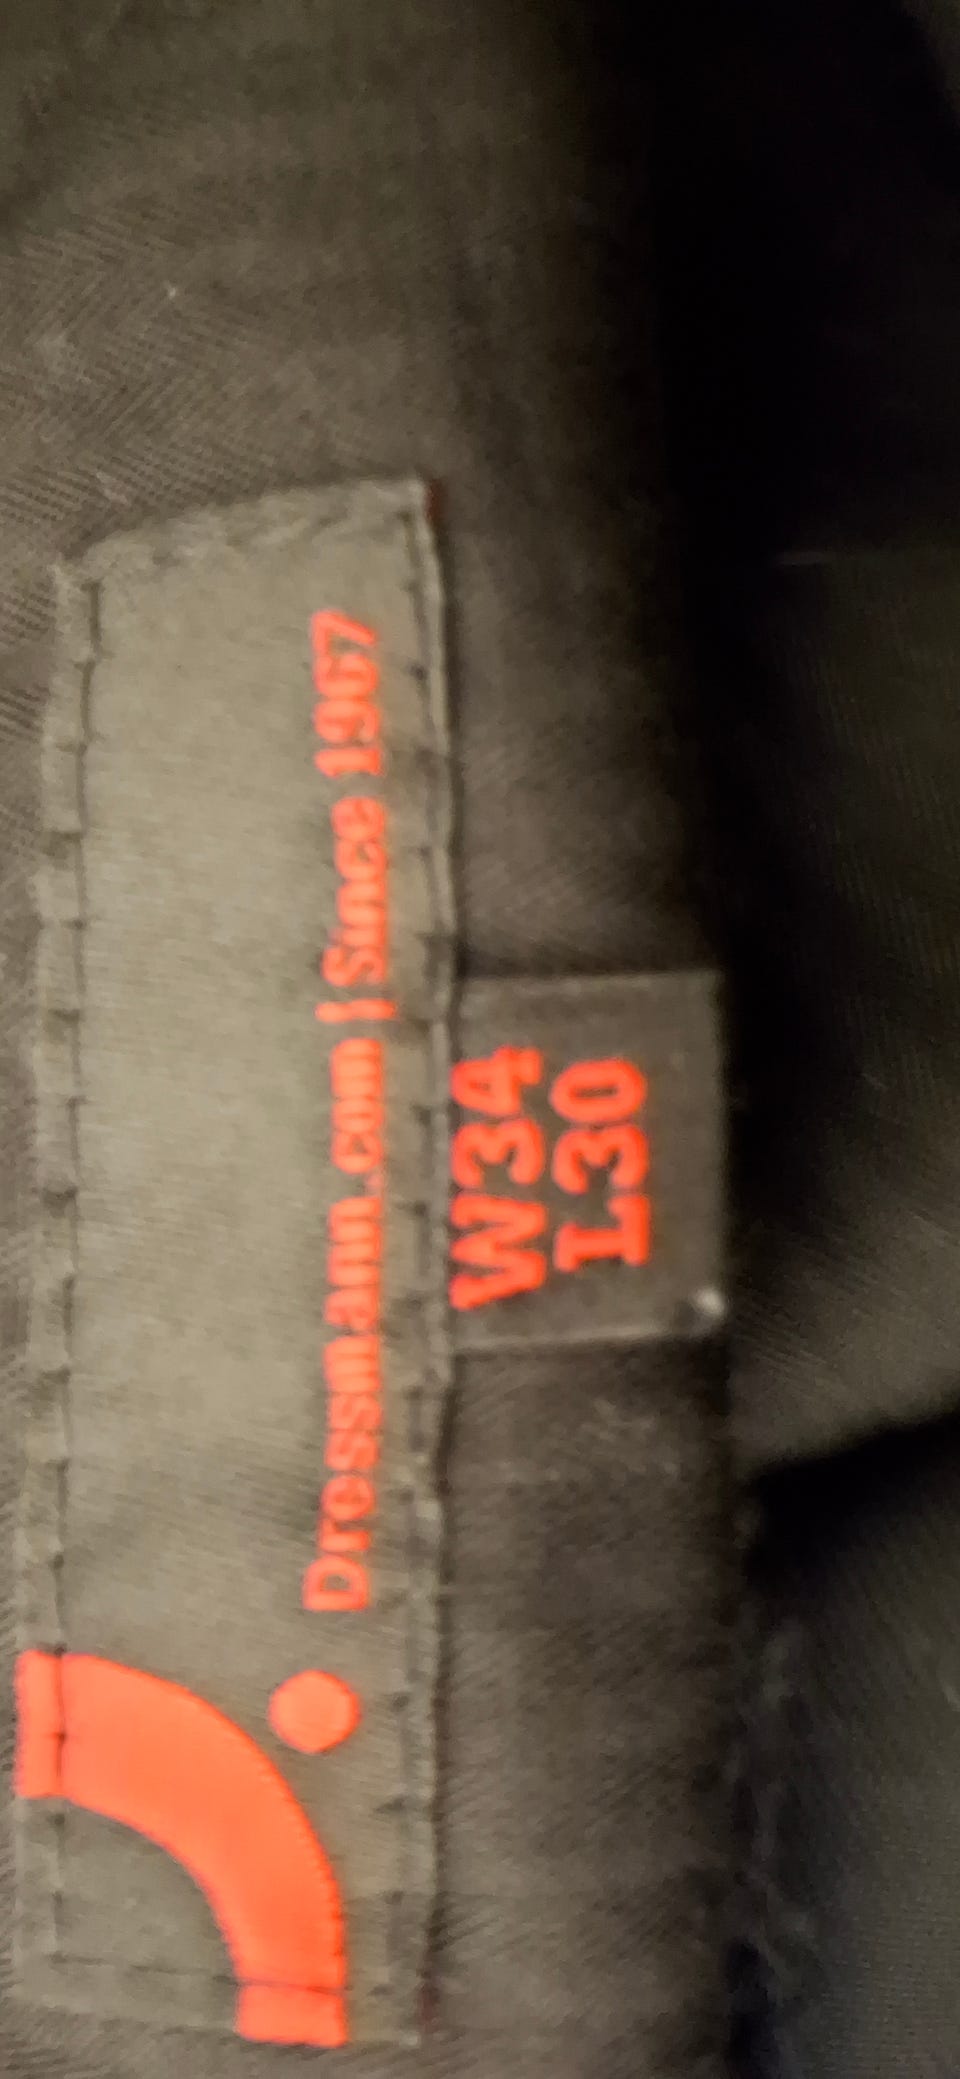 Dressmann.com | Since 1967
W34
L30